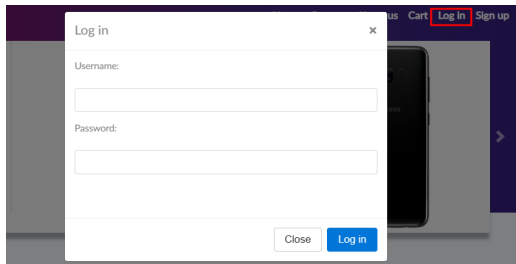 us Cart Log in Sign up
Log in ×
Username:
Password:
Close Log in